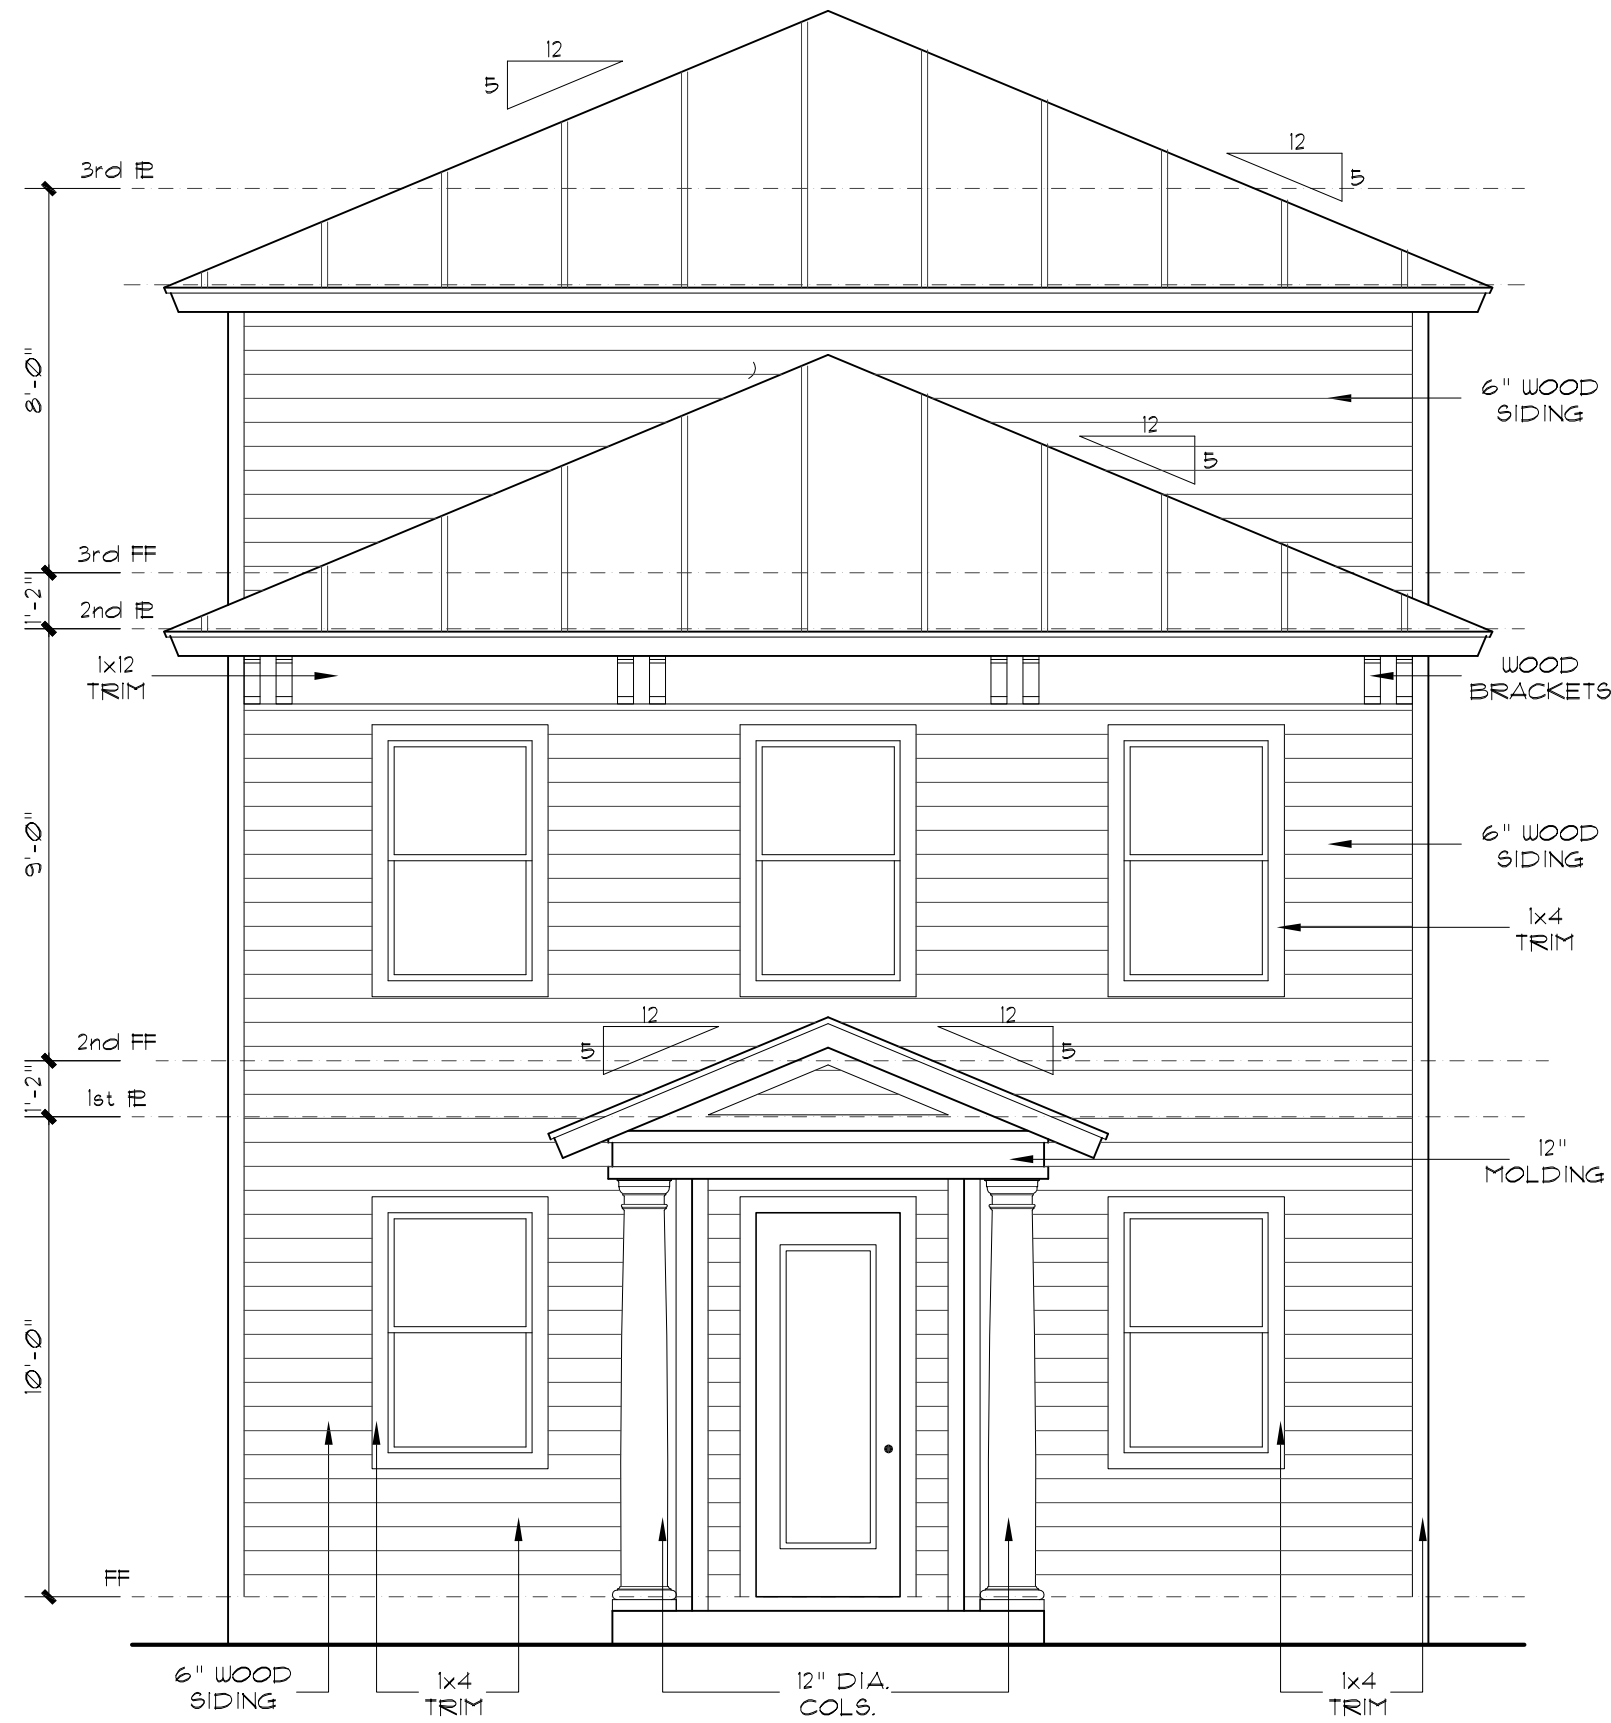 12
5
12
5
3rd PL
8'-0"
6" WOOD
SIDING
12
5
3rd FF
1'-2"
2nd PL
1x12
TRIM
WOOD
BRACKETS
9'-0"
6" WOOD
SIDING
1x4
TRIM
12
5
12
5
2nd FF
1'-2"
1st PL
12"
MOLDING
10'-0"
FF
6" WOOD
SIDING
1x4
TRIM
12" DIA.
COLS.
1x4
TRIM